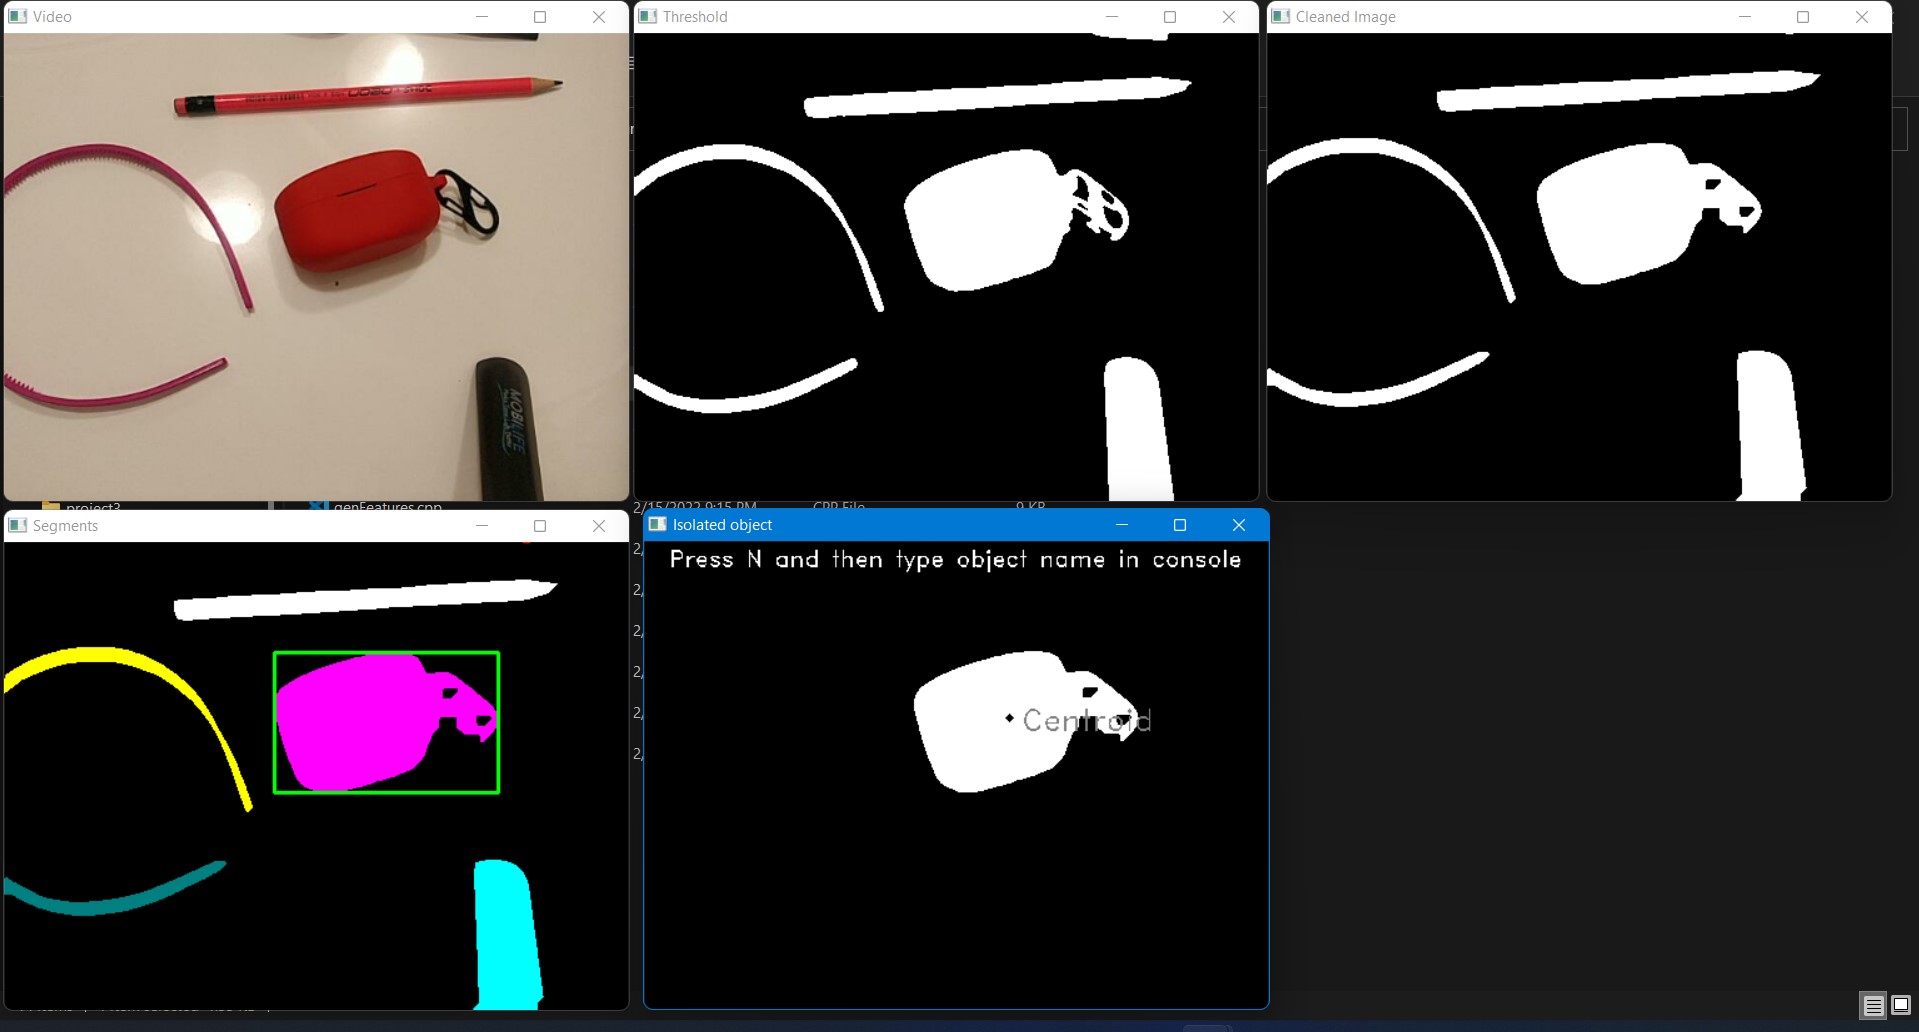 Video
Threshold
Cleaned Image
MOBILIFE
project3
genFeatures.cpp
2/15/2022 9:15 PM
CPP File
9 KB
Segments
Isolated object
Press N and then type object name in console
Centroid